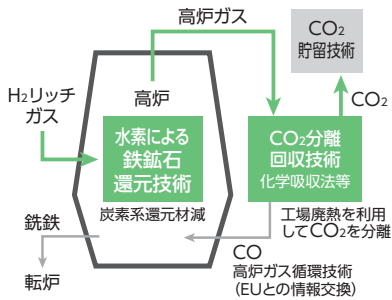 高炉ガス
CO2
貯留技術
H2リッチ
ガス
高炉
CO2
水素による
鉄鉱石
還元技術
CO2分離
回収技術
化学吸収法等
炭素系還元材減
工場廃熱を利用
してCO2を分離
銑鉄
CO
高炉ガス循環技術
(EUとの情報交換)
転炉